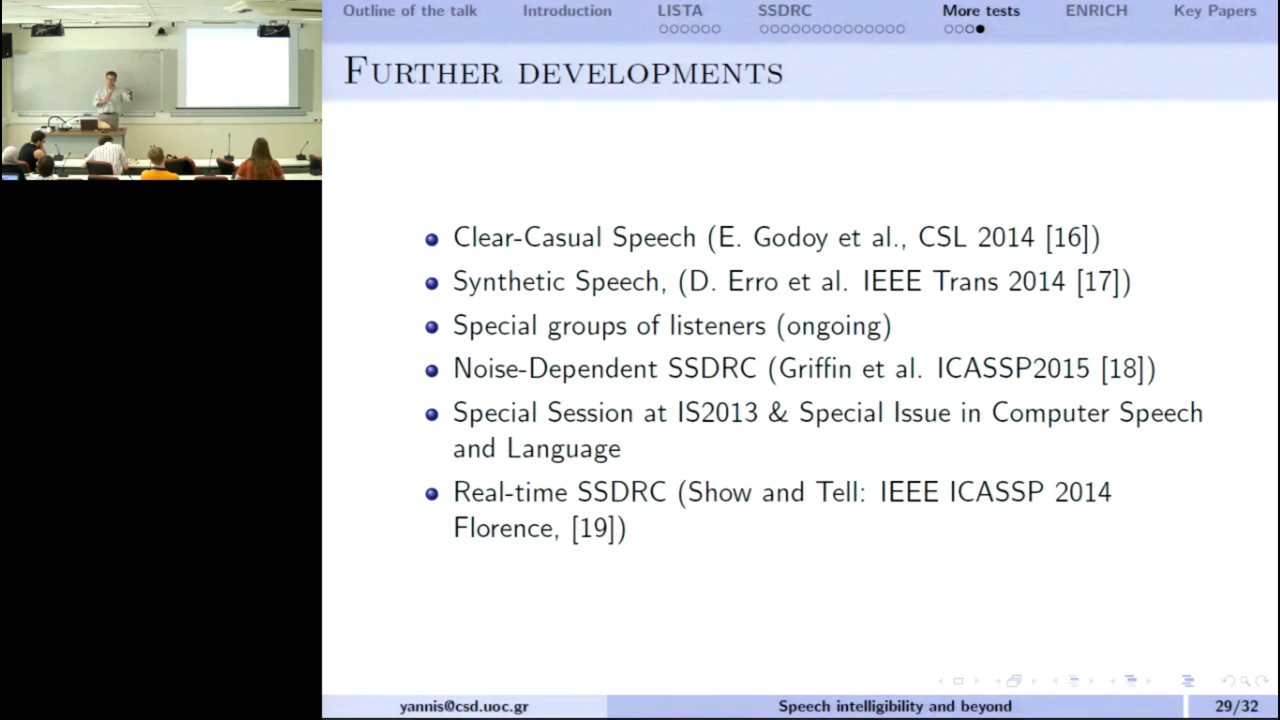 Outline of the talk Introduction LISTA SSDRC More tests ENRICH Key Papers
FURTHER DEVELOPMENTS
Clear-Casual Speech (E. Godoy et al., CSL 2014 [16])
Synthetic Speech, (D. Erro et al. IEEE Trans 2014 [17])
Special groups of listeners (ongoing)
Noise-Dependent SSDRC (Griffin et al. ICASSP2015 [18])
Special Session at IS2013 & Special Issue in Computer Speech
and Language
Real-time SSDRC (Show and Tell: IEEE ICASSP 2014
Florence, [19])
yannis@csd.uoc.gr Speech intelligibility and beyond 29/32